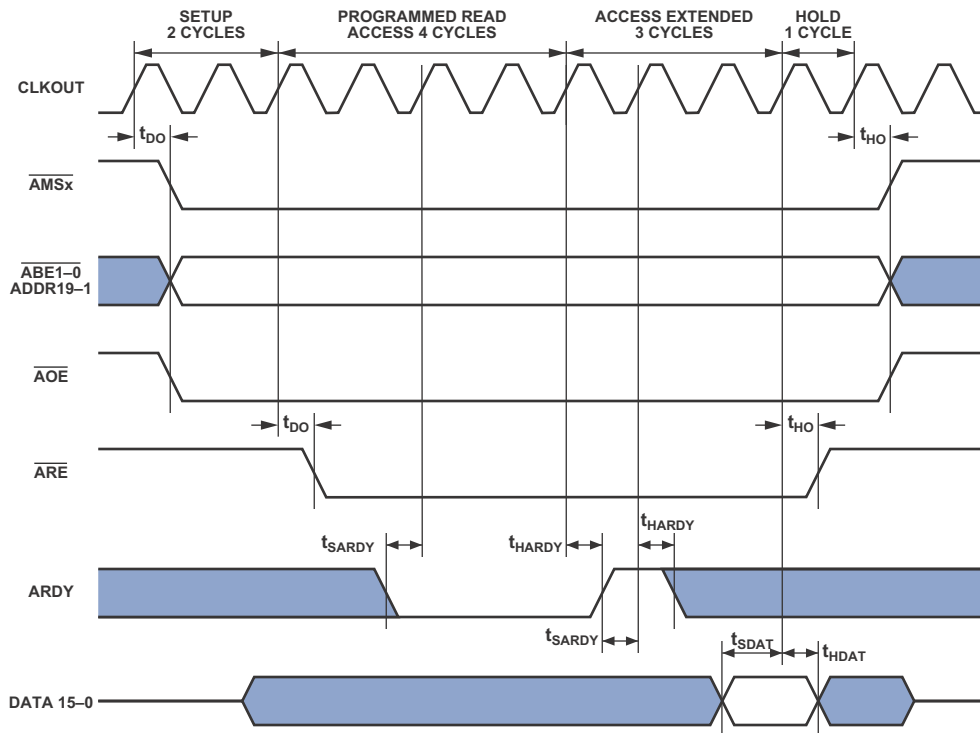 SETUP
2 CYCLES
PROGRAMMED READ
ACCESS 4 CYCLES
ACCESS EXTENDED
3 CYCLES
HOLD
1 CYCLE
CLKOUT
tDO
tHO
AMSx
ABE1–0
ADDR19–1
AOE
tDO
tHO
ARE
tSARDY
tHARDY
tHARDY
ARDY
tSARDY
tSDAT
tHDAT
DATA 15–0